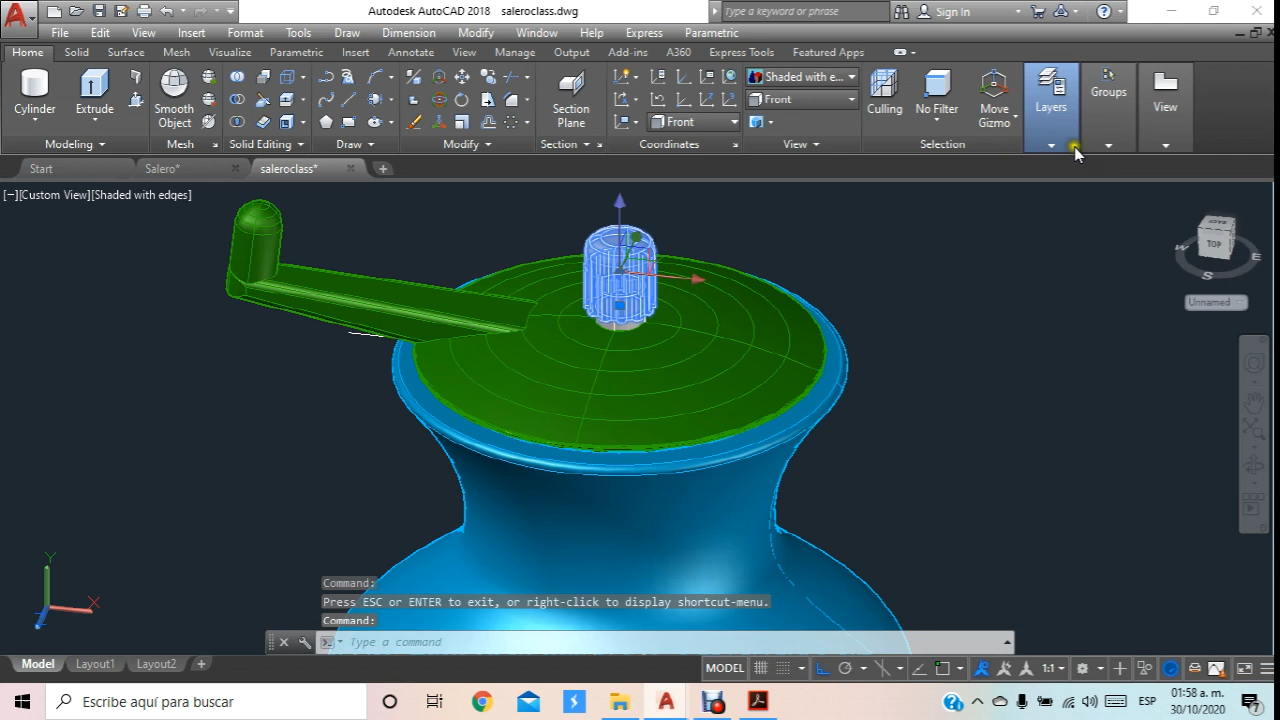 Autodesk AutoCAD 2018 saleroclass.dwg
Type a keyword or phrase
Sign In
File Edit View Insert Format Tools Draw Dimension Modify Window Help Express Parametric
Home Solid Surface Mesh Visualize Parametric Insert Annotate View Manage Output Add-ins A360 Express Tools Featured Apps
Cylinder
Extrude
Smooth
Object
Section
Plane
Shaded with e...
Front
Front
Culling
No Filter
Move
Gizmo
Layers
Groups
View
Modeling
Mesh
Solid Editing
Draw
Modify
Section
Coordinates
View
Selection
Start
Salero*
saleroclass*
[−][Custom View][Shaded with edges]
BACK
TOP
W
S
E
Unnamed
Y
X
Command:
Press ESC or ENTER to exit, or right-click to display shortcut-menu.
Command:
Type a command
Model Layout1 Layout2
MODEL
1:1
Escribe aquí para buscar
ESP
01:58 a. m.
30/10/2020
7